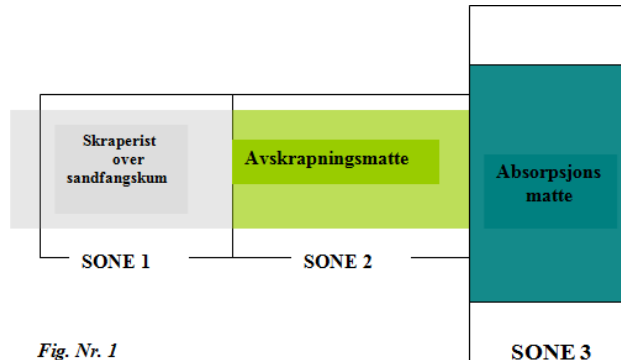 Skraperist
over
sandfangskum
Avskrapningsmatte
Absorpsjons
matte
SONE 1
SONE 2
SONE 3
Fig. Nr. 1